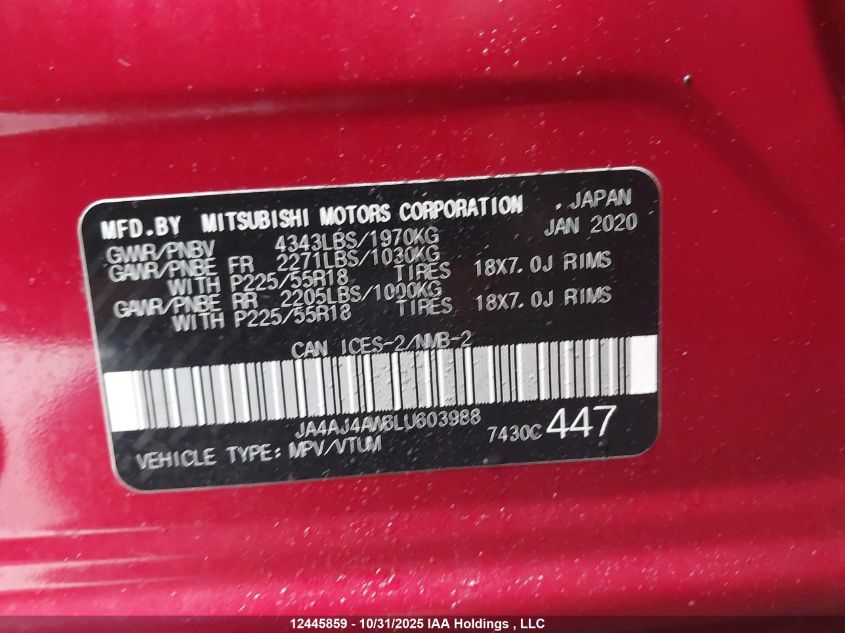 MFD.BY MITSUBISHI MOTORS CORPORATION , JAPAN
GVWR/PNBV 4343LBS/1970KG JAN 2020
GAWR/PNBE FR 2271LBS/1030KG
WITH P225/55R18 TIRES 18X7.0J RIMS
GAWR/PNBE RR 2205LBS/1000KG
WITH P225/55R18 TIRES 18X7.0J RIMS
CAN ICES-2/NMB-2
JA4AJ4AW6LU603988
7430C 447
VEHICLE TYPE: MPV/VTUM
12445859 - 10/31/2025 IAA Holdings , LLC